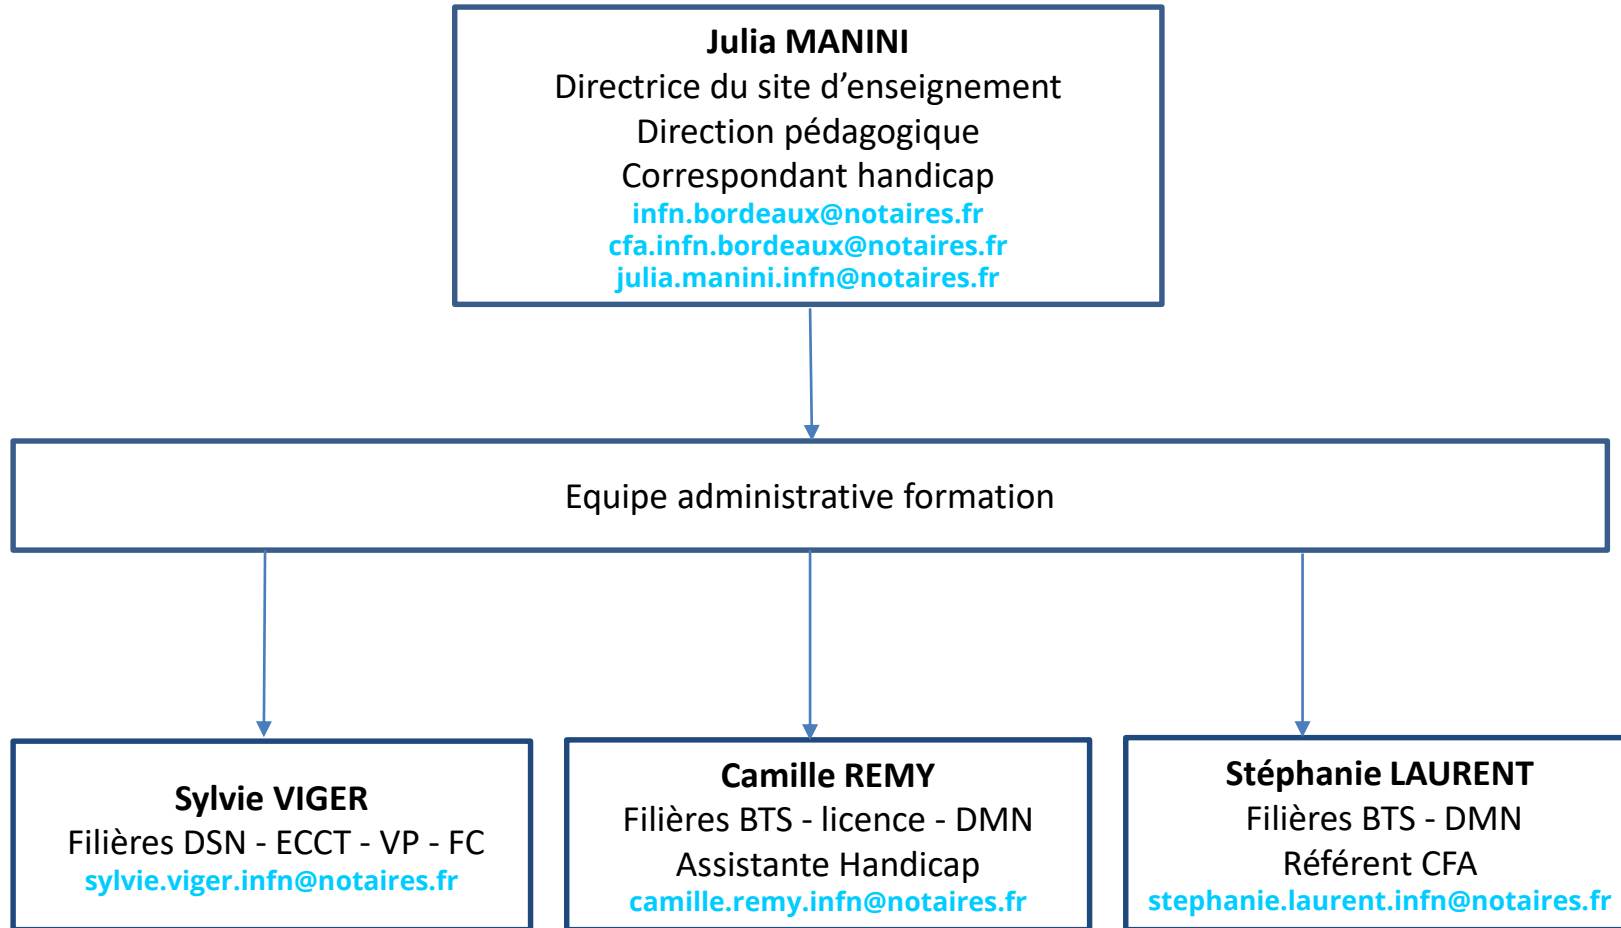 Julia MANINI
Directrice du site d’enseignement
Direction pédagogique
Correspondant handicap
infn.bordeaux@notaires.fr
cfa.infn.bordeaux@notaires.fr
julia.manini.infn@notaires.fr
Equipe administrative formation
Sylvie VIGER
Filières DSN - ECCT - VP - FC
sylvie.viger.infn@notaires.fr
Camille REMY
Filières BTS - licence - DMN
Assistante Handicap
camille.remy.infn@notaires.fr
Stéphanie LAURENT
Filières BTS - DMN
Référent CFA
stephanie.laurent.infn@notaires.fr